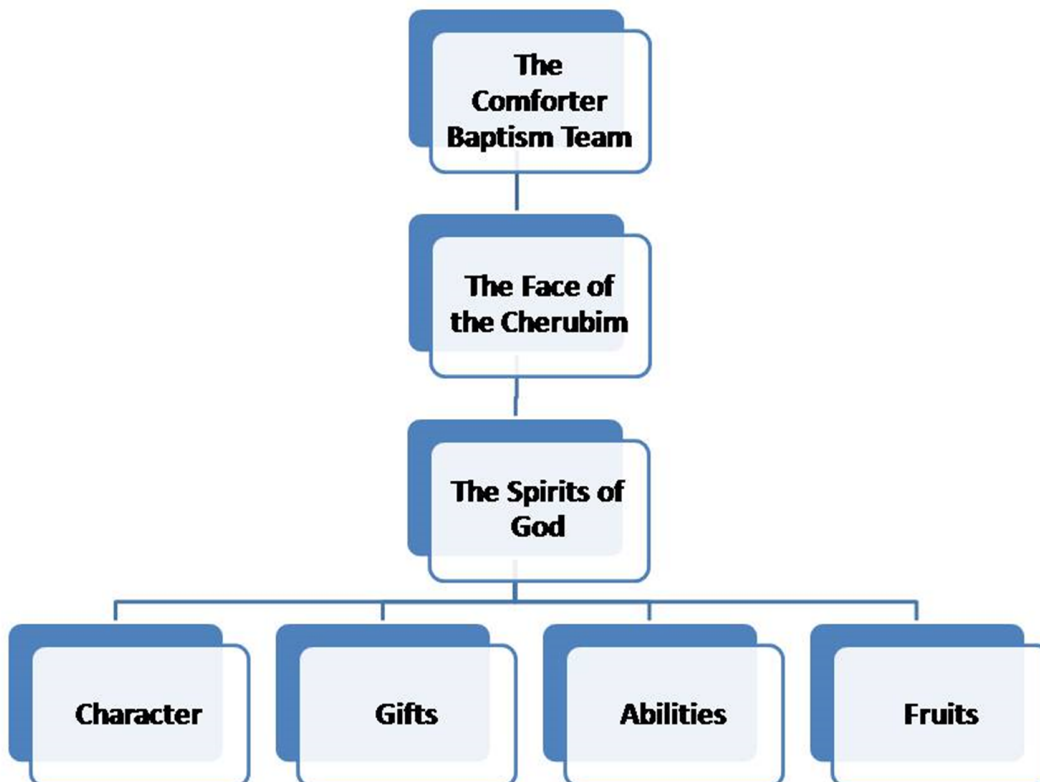 The
Comforter
Baptism Team
The Face of
the Cherubim
The Spirits of
God
Character
Gifts
Abilities
Fruits